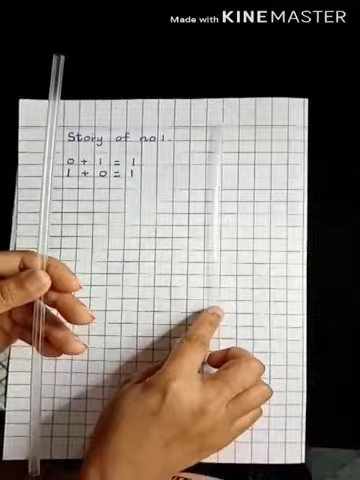 Made with KINEMASTER
Story of no 1.
0 + 1 = 1
1 + 0 = 1